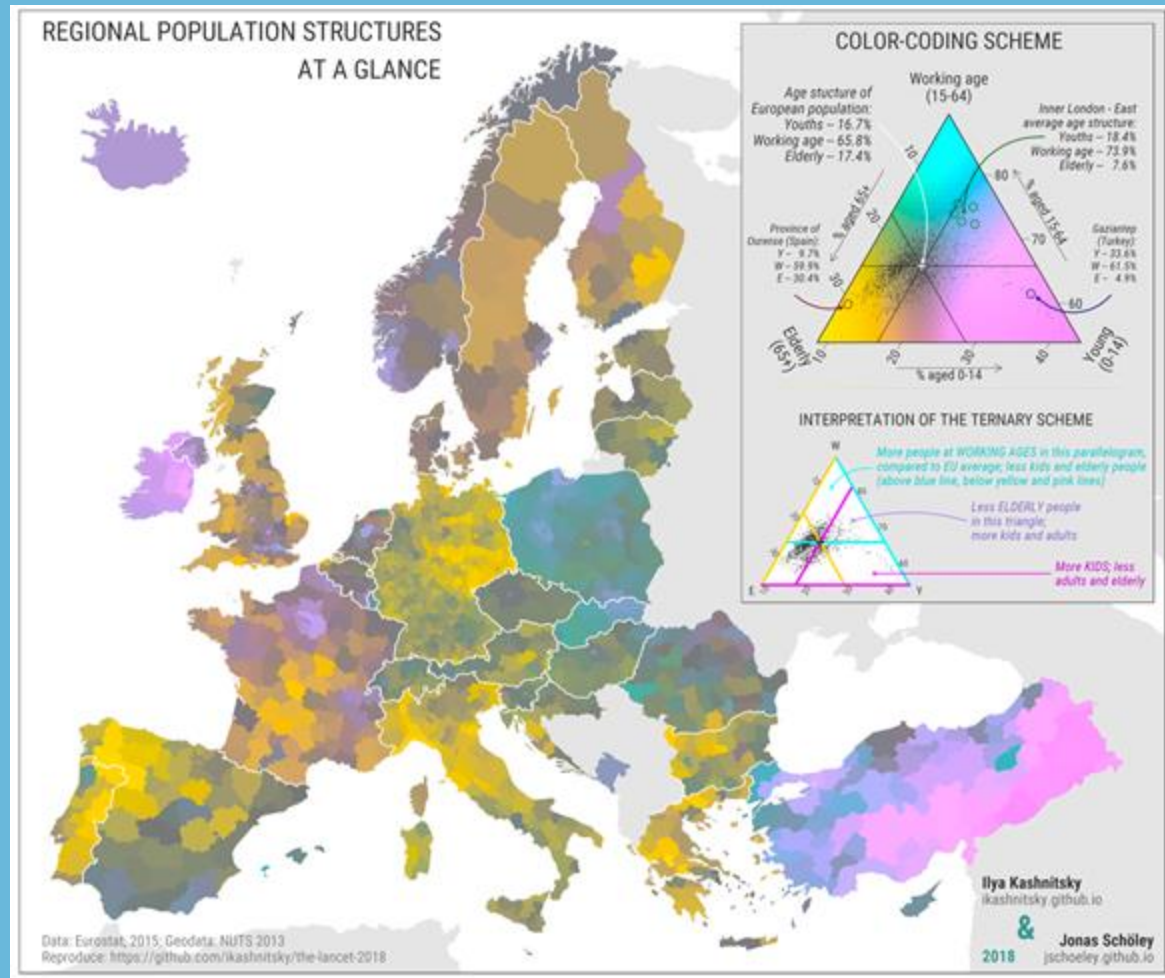 REGIONAL POPULATION STRUCTURES
AT A GLANCE
COLOR-CODING SCHEME
Working age
(15-64)
Age stucture of
European population:
Youths – 16.7%
Working age – 65.8%
Elderly – 17.4%
Inner London - East
average age structure:
Youths – 18.4%
Working age – 73.9%
Elderly – 7.6%
10
80
% aged 65+
% aged 15-64
20
70
Province of
Ourense (Spain):
Y – 9.7%
W – 59.9%
E – 30.4%
Gaziantep
(Turkey):
Y – 33.6%
W – 61.5%
E – 4.9%
30
60
Elderly
(65+)
Young
(0-14)
10
20
30
40
% aged 0-14
INTERPRETATION OF THE TERNARY SCHEME
W
More people at WORKING AGES in this parallelogram,
compared to EU average; less kids and elderly people
(above blue line, below yellow and pink lines)
Less ELDERLY people
in this triangle;
more kids and adults
More KIDS; less
adults and elderly
E
Y
Ilya Kashnitsky
ikashnitsky.github.io
&
Jonas Schöley
2018
jschoeley.github.io
Data: Eurostat, 2015; Geodata: NUTS 2013
Reproduce: https://github.com/ikashnitsky/the-lancet-2018